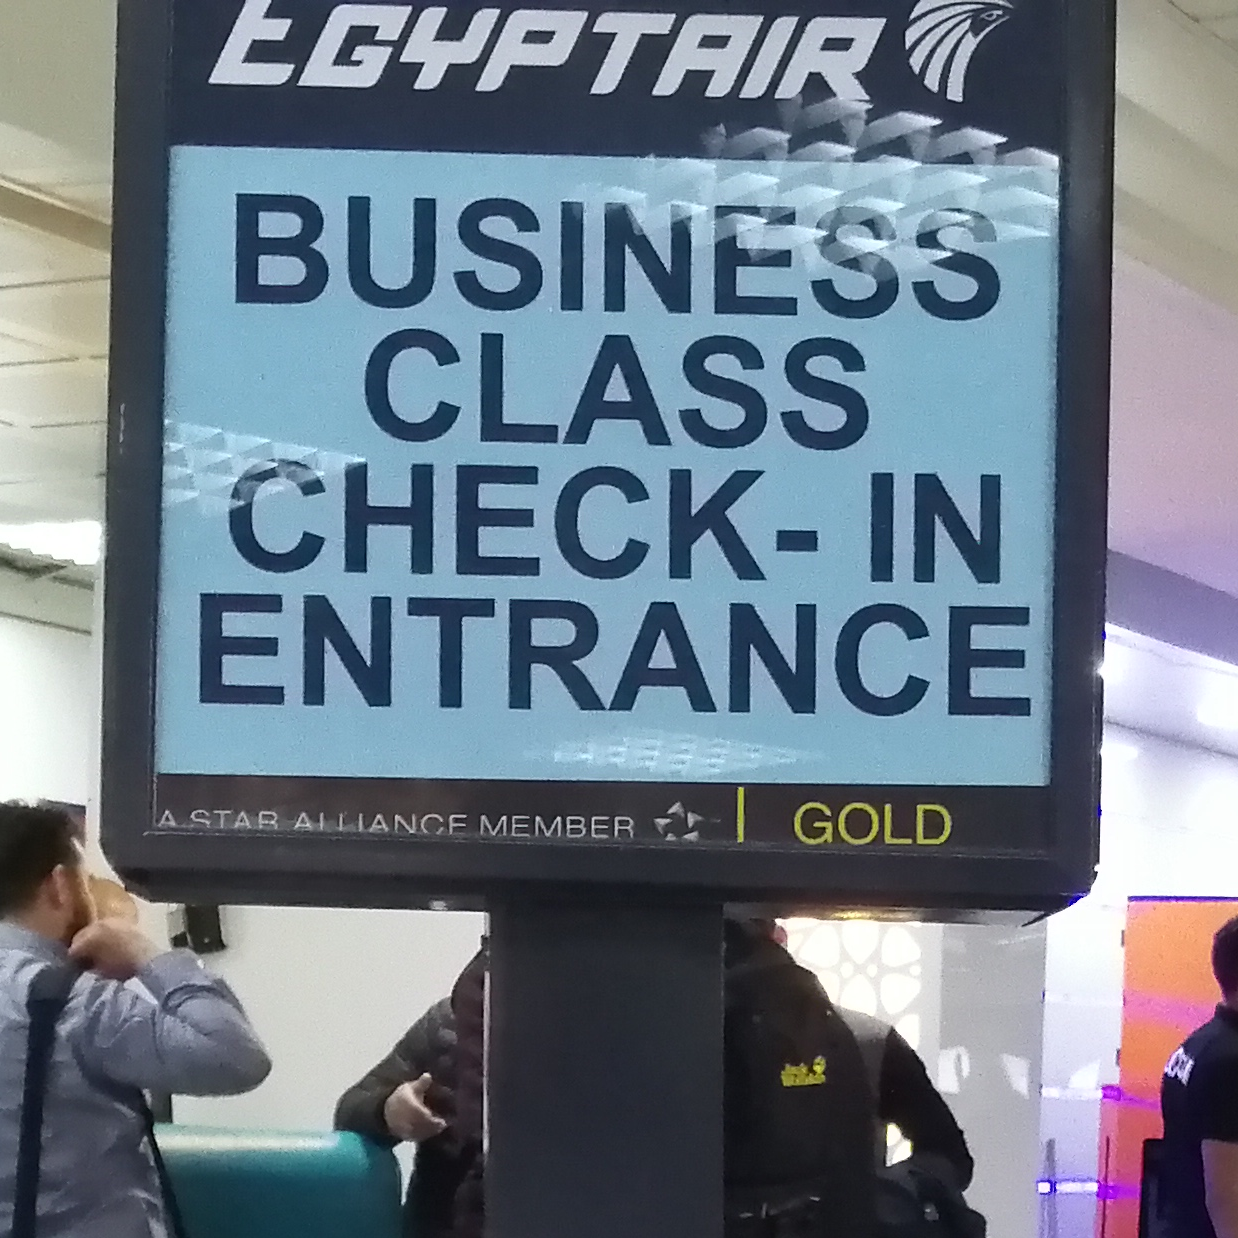 EGYPTAIR
BUSINESS
CLASS
CHECK- IN
ENTRANCE
A STAR ALLIANCE MEMBER | GOLD